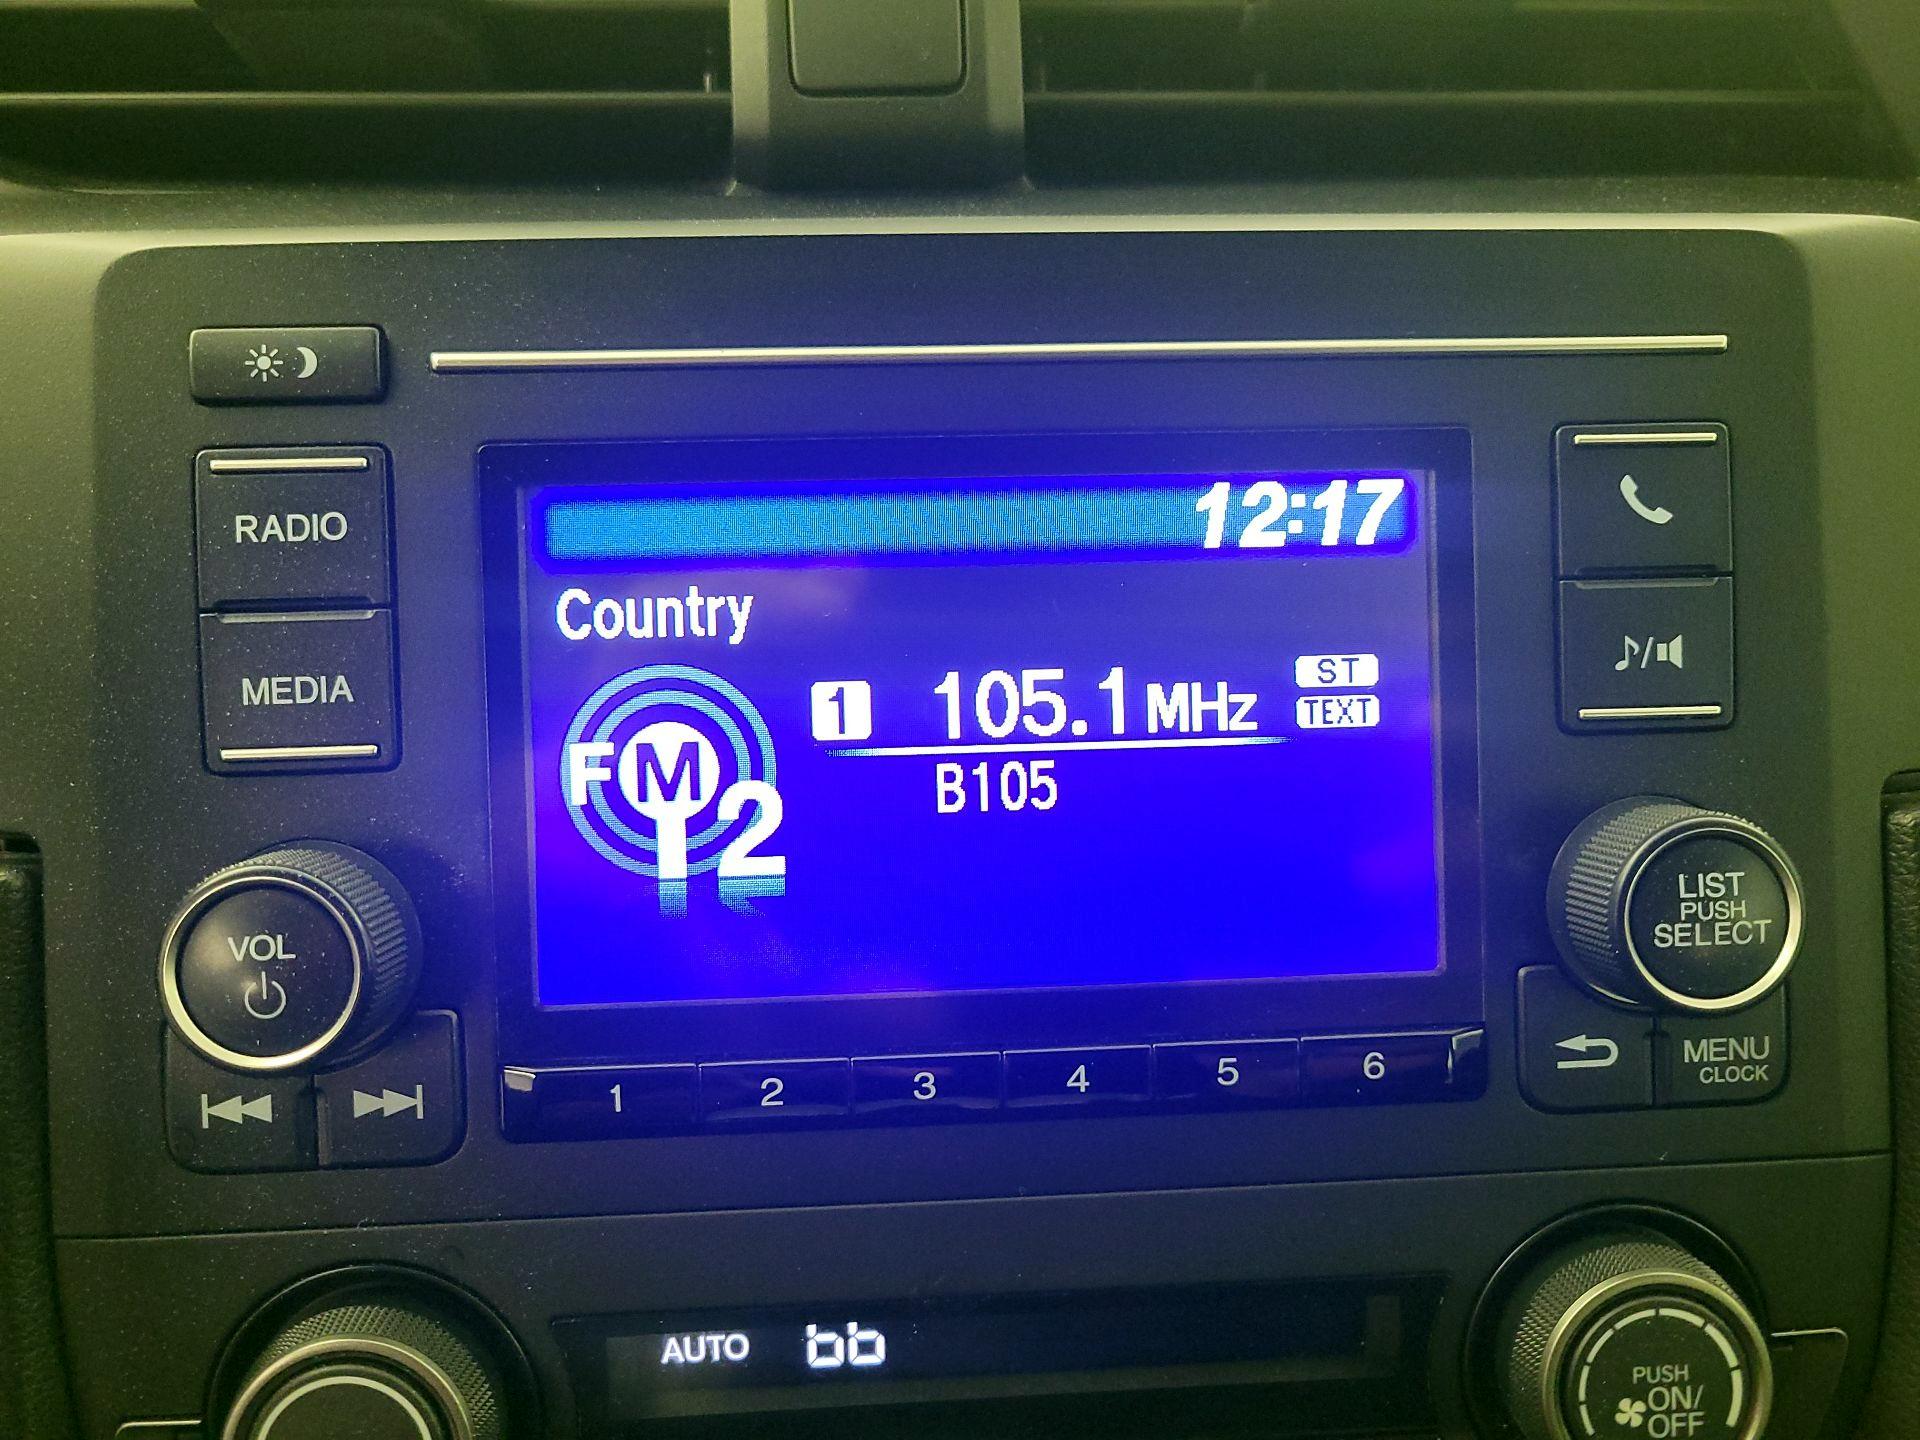 RADIO
MEDIA
VOL
12:17
Country
FM2
1 105.1 MHz ST
TEXT
B105
LIST
PUSH
SELECT
MENU
CLOCK
1 2 3 4 5 6
AUTO 66
PUSH
ON/
OFF